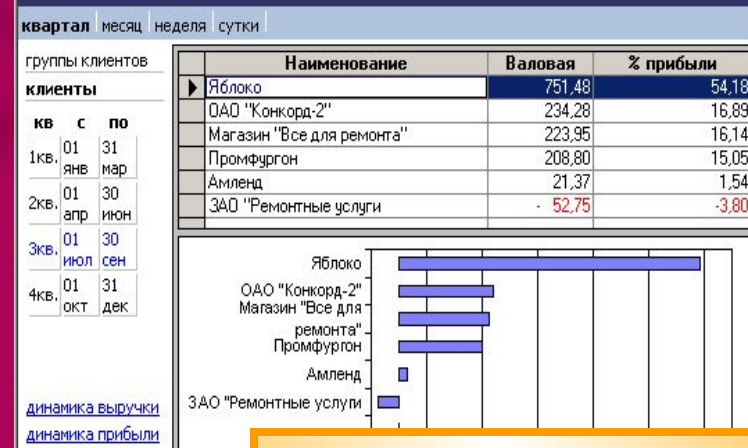 квартал месяц неделя сутки
группы клиентов
клиенты
кв с по
1кв. 01 янв 31 мар
2кв. 01 апр 30 июн
3кв. 01 июл 30 сен
4кв. 01 окт 31 дек
динамика выручки
динамика прибыли
Наименование Валовая % прибыли
Яблоко 751,48 54,18
ОАО "Конкорд-2" 234,28 16,89
Магазин "Все для ремонта" 223,95 16,14
Промфургон 208,80 15,05
Амленд 21,37 1,54
ЗАО "Ремонтные услуги - 52,75 -3,80
Яблоко
ОАО "Конкорд-2"
Магазин "Все для
ремонта"
Промфургон
Амленд
ЗАО "Ремонтные услуги